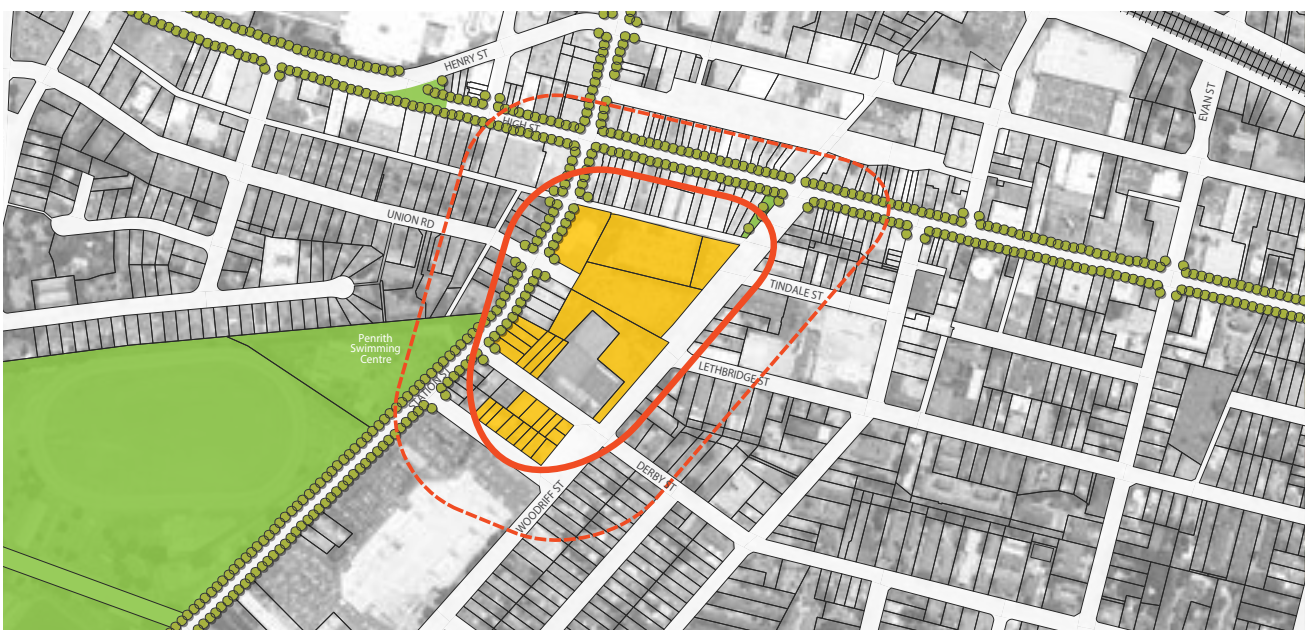 HENRY ST
EVAN ST
HIGH ST
UNION RD
TINDALE ST
Penrith
Swimming
Centre
STATION ST
LETHBRIDGE ST
DERBY ST
WOODRIFF ST